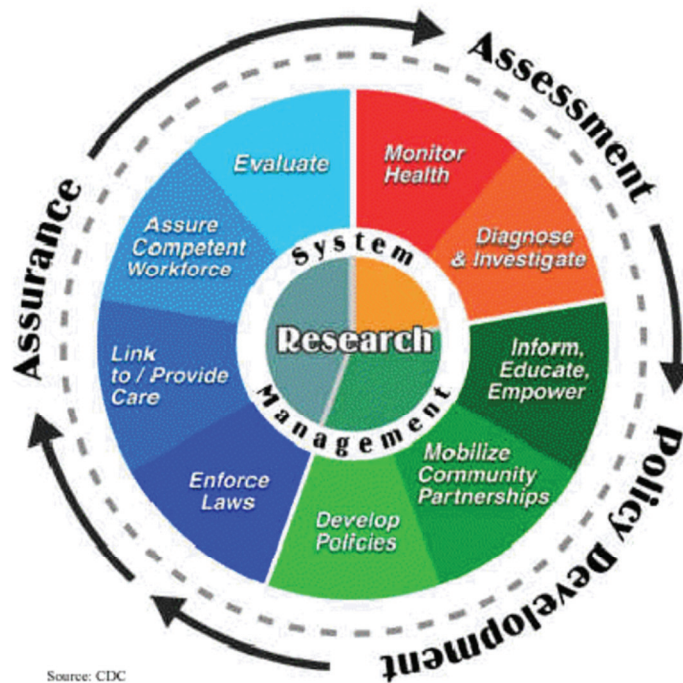 Assessment
Policy Development
Assurance
Monitor
Health
Diagnose
& Investigate
Inform,
Educate,
Empower
Mobilize
Community
Partnerships
Develop
Policies
Enforce
Laws
Link
to / Provide
Care
Assure
Competent
Workforce
Evaluate
System
Management
Research
Source: CDC